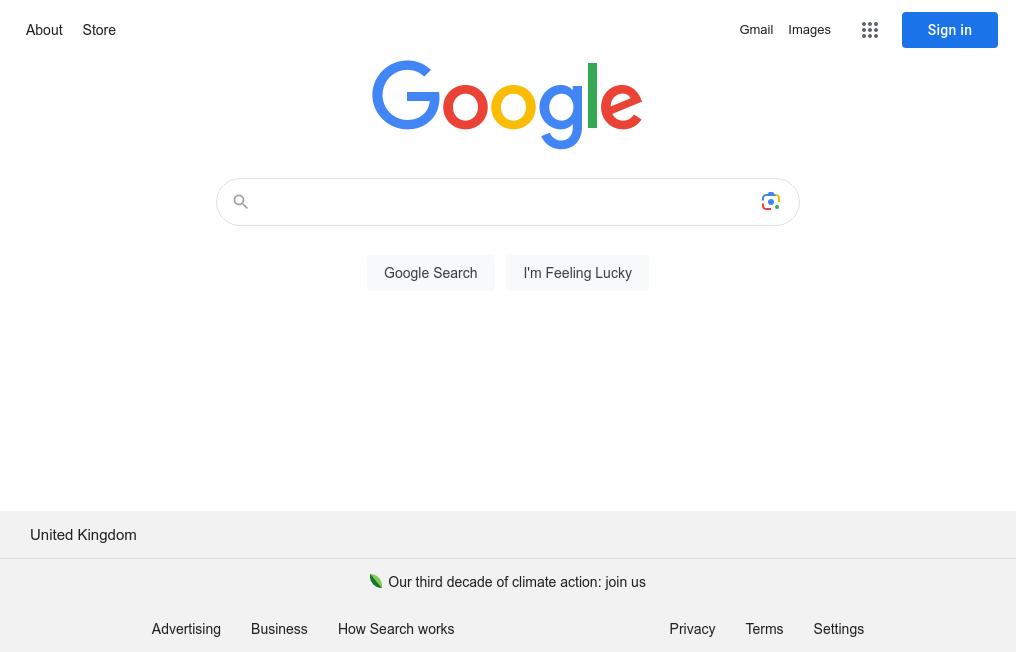 About Store Gmail Images Sign in
Google
Google Search I'm Feeling Lucky
United Kingdom
Our third decade of climate action: join us
Advertising Business How Search works Privacy Terms Settings